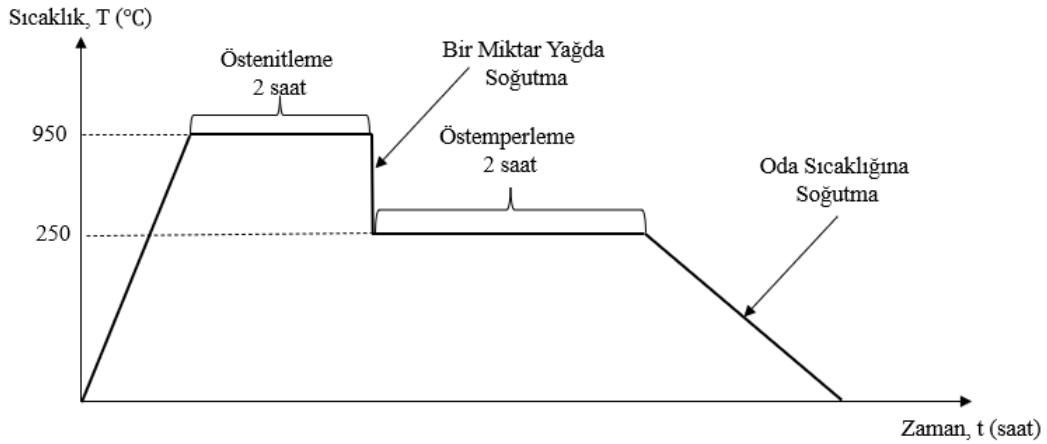 Sıcaklık, T (℃)
Östenitleme
2 saat
Bir Miktar Yağda
Soğutma
950
Östemperleme
2 saat
Oda Sıcaklığına
Soğutma
250
Zaman, t (saat)